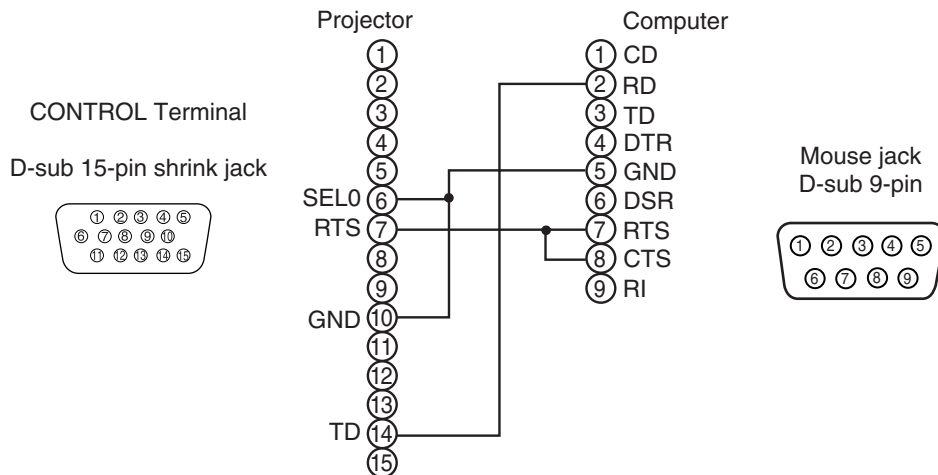 Projector
Computer
CONTROL Terminal
D-sub 15-pin shrink jack
1 2 3 4 5
6 7 8 9 10
11 12 13 14 15
1
2
3
4
5
SEL0 6
RTS 7
8
9
GND 10
11
12
13
TD 14
15
1 CD
2 RD
3 TD
4 DTR
5 GND
6 DSR
7 RTS
8 CTS
9 RI
Mouse jack
D-sub 9-pin
1 2 3 4 5
6 7 8 9